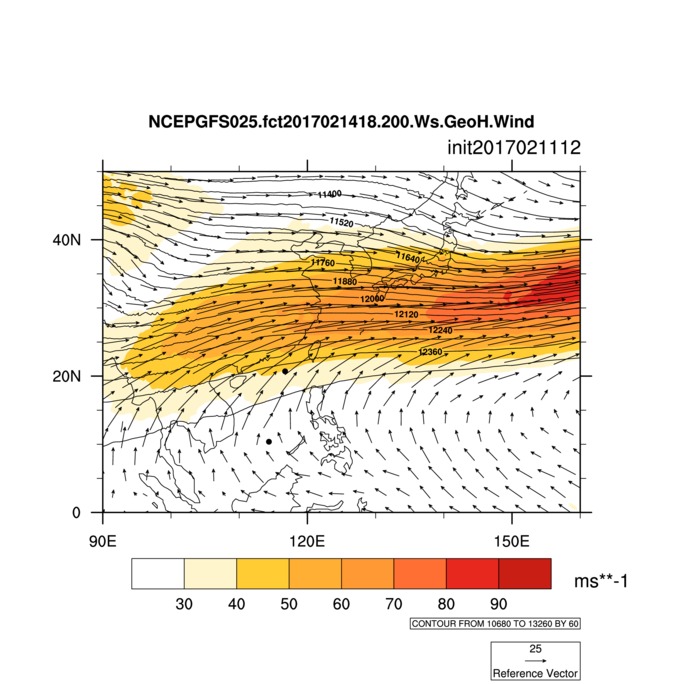 NCEPGFS025.fct2017021418.200.Ws.GeoH.Wind
init2017021112
11400
11520
40N
11760
11640
11880
12000
12120
12240
12360
20N
0
90E 120E 150E
ms**-1
30 40 50 60 70 80 90
CONTOUR FROM 10680 TO 13260 BY 60
25
Reference Vector